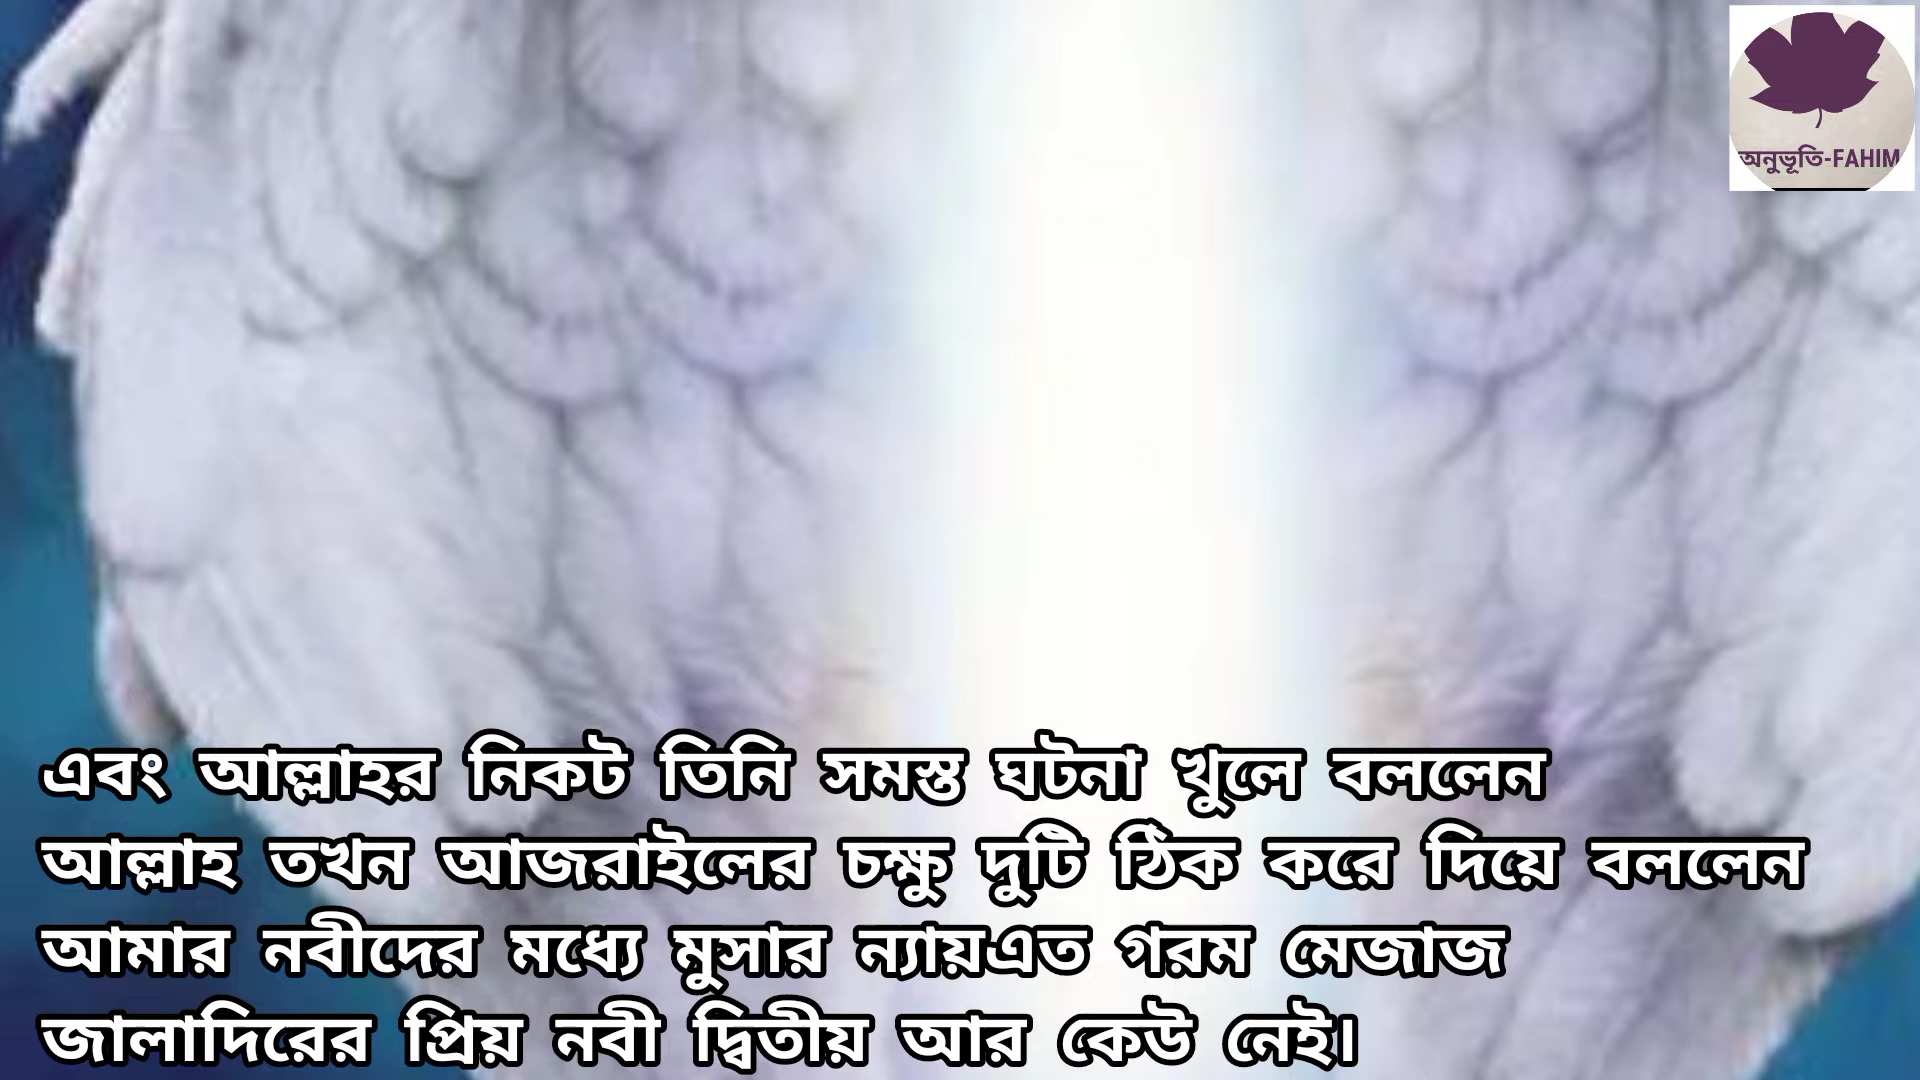 অনুভূতি-FAHIM
এবং আল্লাহর নিকট তিনি সমস্ত ঘটনা খুলে বললেন
আল্লাহ তখন আজরাইলের চক্ষু দুটি ঠিক করে দিয়ে বললেন
আমার নবীদের মধ্যে মুসার ন্যায়এত গরম মেজাজ
জালাদিরের প্রিয় নবী দ্বিতীয় আর কেউ নেই।